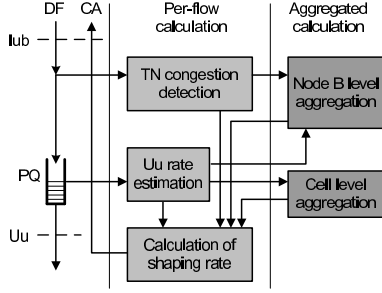 DF CA
Per-flow
calculation
Aggregated
calculation
Iub
TN congestion
detection
Node B level
aggregation
PQ
Uu rate
estimation
Cell level
aggregation
Uu
Calculation of
shaping rate